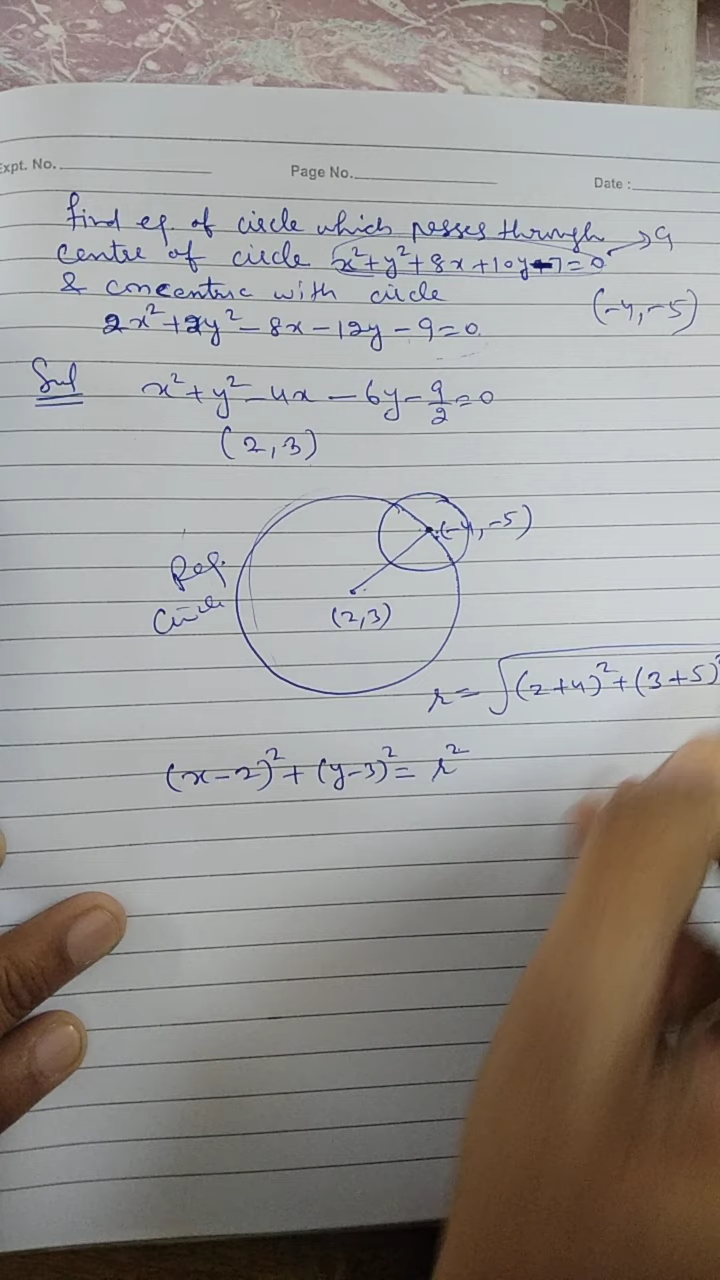 Expt. No.
Page No.
Date :
find eq. of circle which passes through → C₁
centre of circle x²+y²+8x+10y-7=0
(-4,-5)
& concentric with circle
2x²+2y²-8x-12y-9=0.
Sol x²+y²-4x-6y-9/2=0
(2,3)
(-4,-5)
Req.
Circle
(2,3)
r=√(2+4)²+(3+5)²
(x-2)²+(y-3)²=r²